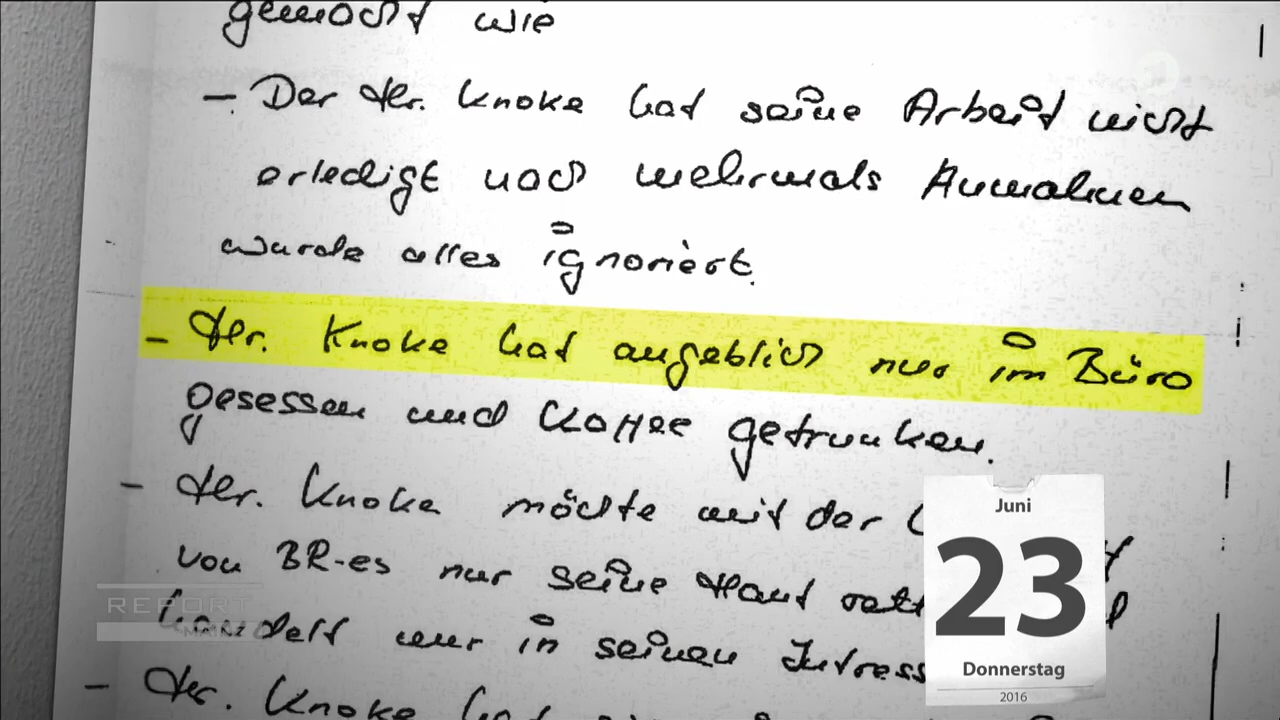 gemacht wie
- Der Hr. Knoke hat seine Arbeit nicht
erledigt nach mehrmals Anmahnen
wurde alles ignoriert.
- Hr. Knoke hat angeblich nur im Büro
gesessen und Kaffee getrunken.
- Hr. Knoke möchte mit der
von BR-es nur seine Haut
handelt nur in seinen
- Hr. Knoke hat
Juni
23
Donnerstag
2016
REPORT
MAINZ